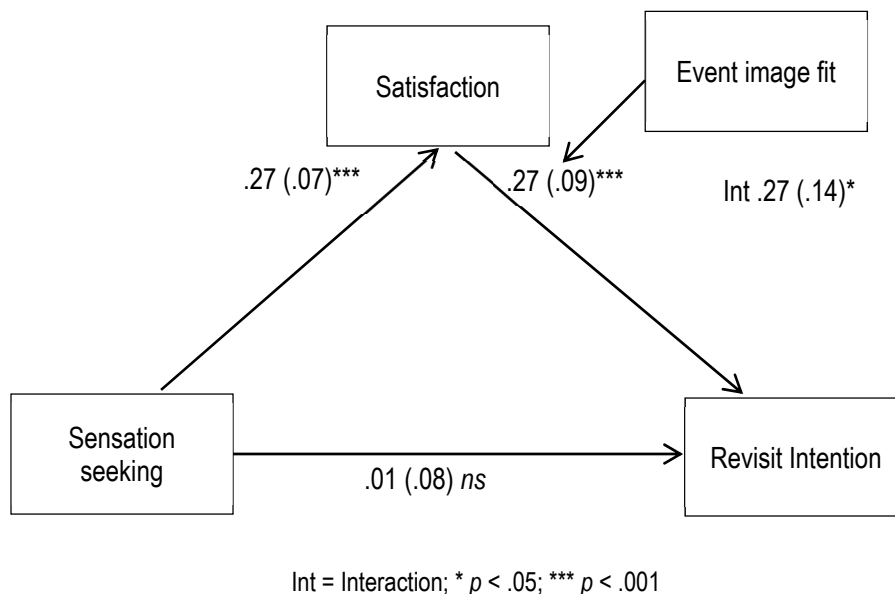 Satisfaction
Event image fit
.27 (.07)***
.27 (.09)***
Int .27 (.14)*
Sensation
seeking
Revisit Intention
.01 (.08) ns
Int = Interaction; * p < .05; *** p < .001